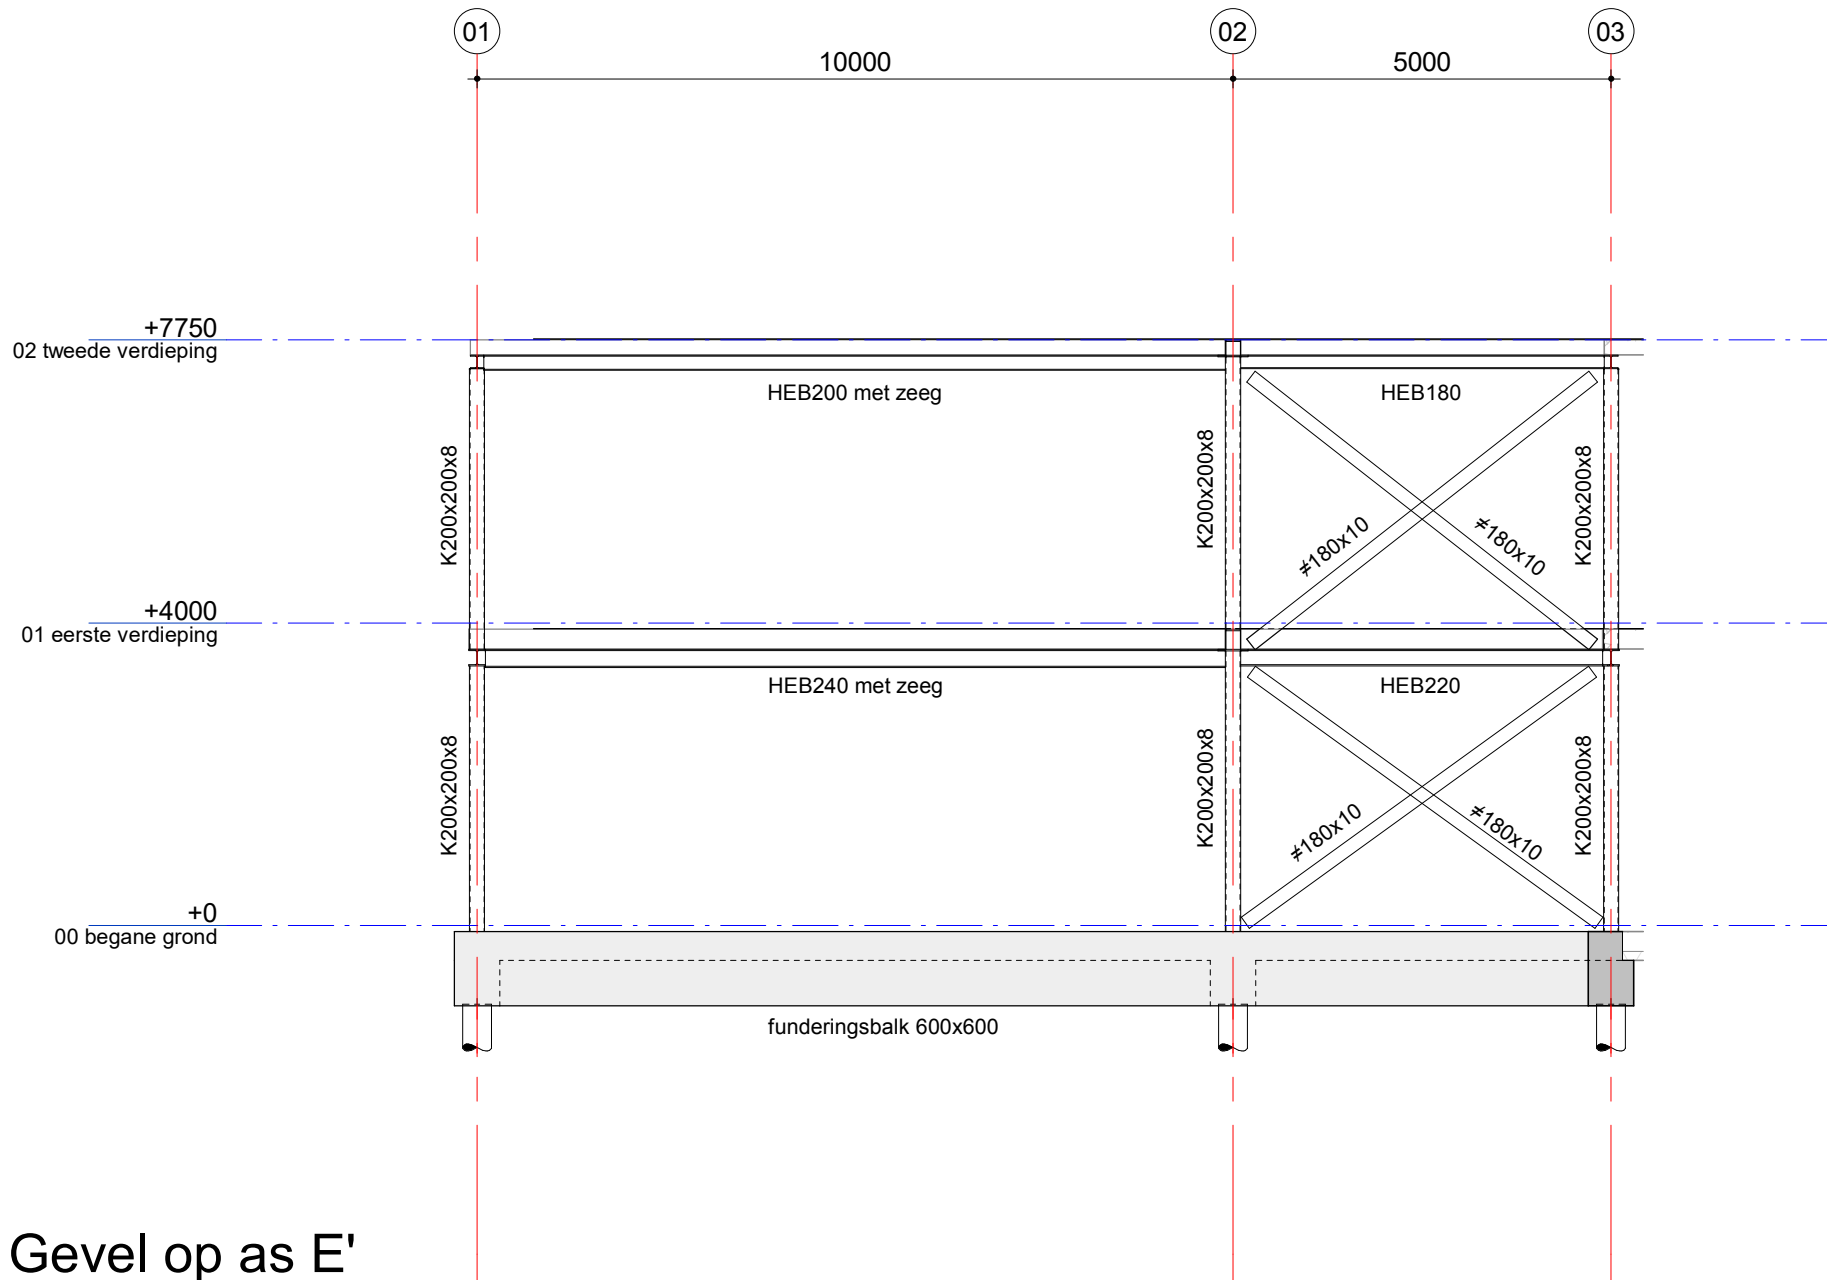 01
02
03
10000
5000
+7750
02 tweede verdieping
HEB200 met zeeg
HEB180
K200x200x8
K200x200x8
K200x200x8
≠180x10
≠180x10
+4000
01 eerste verdieping
HEB240 met zeeg
HEB220
K200x200x8
K200x200x8
K200x200x8
≠180x10
≠180x10
+0
00 begane grond
funderingsbalk 600x600
Gevel op as E'